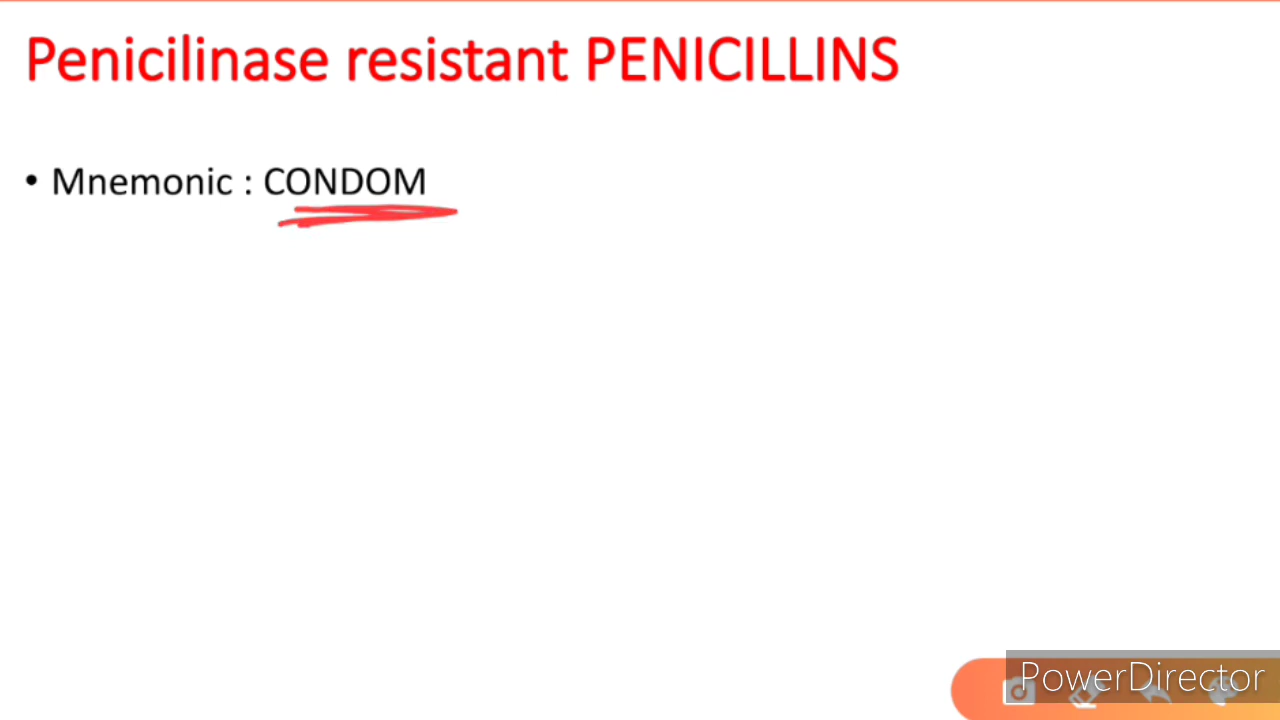 Penicilinase resistant PENICILLINS
• Mnemonic : CONDOM
PowerDirector